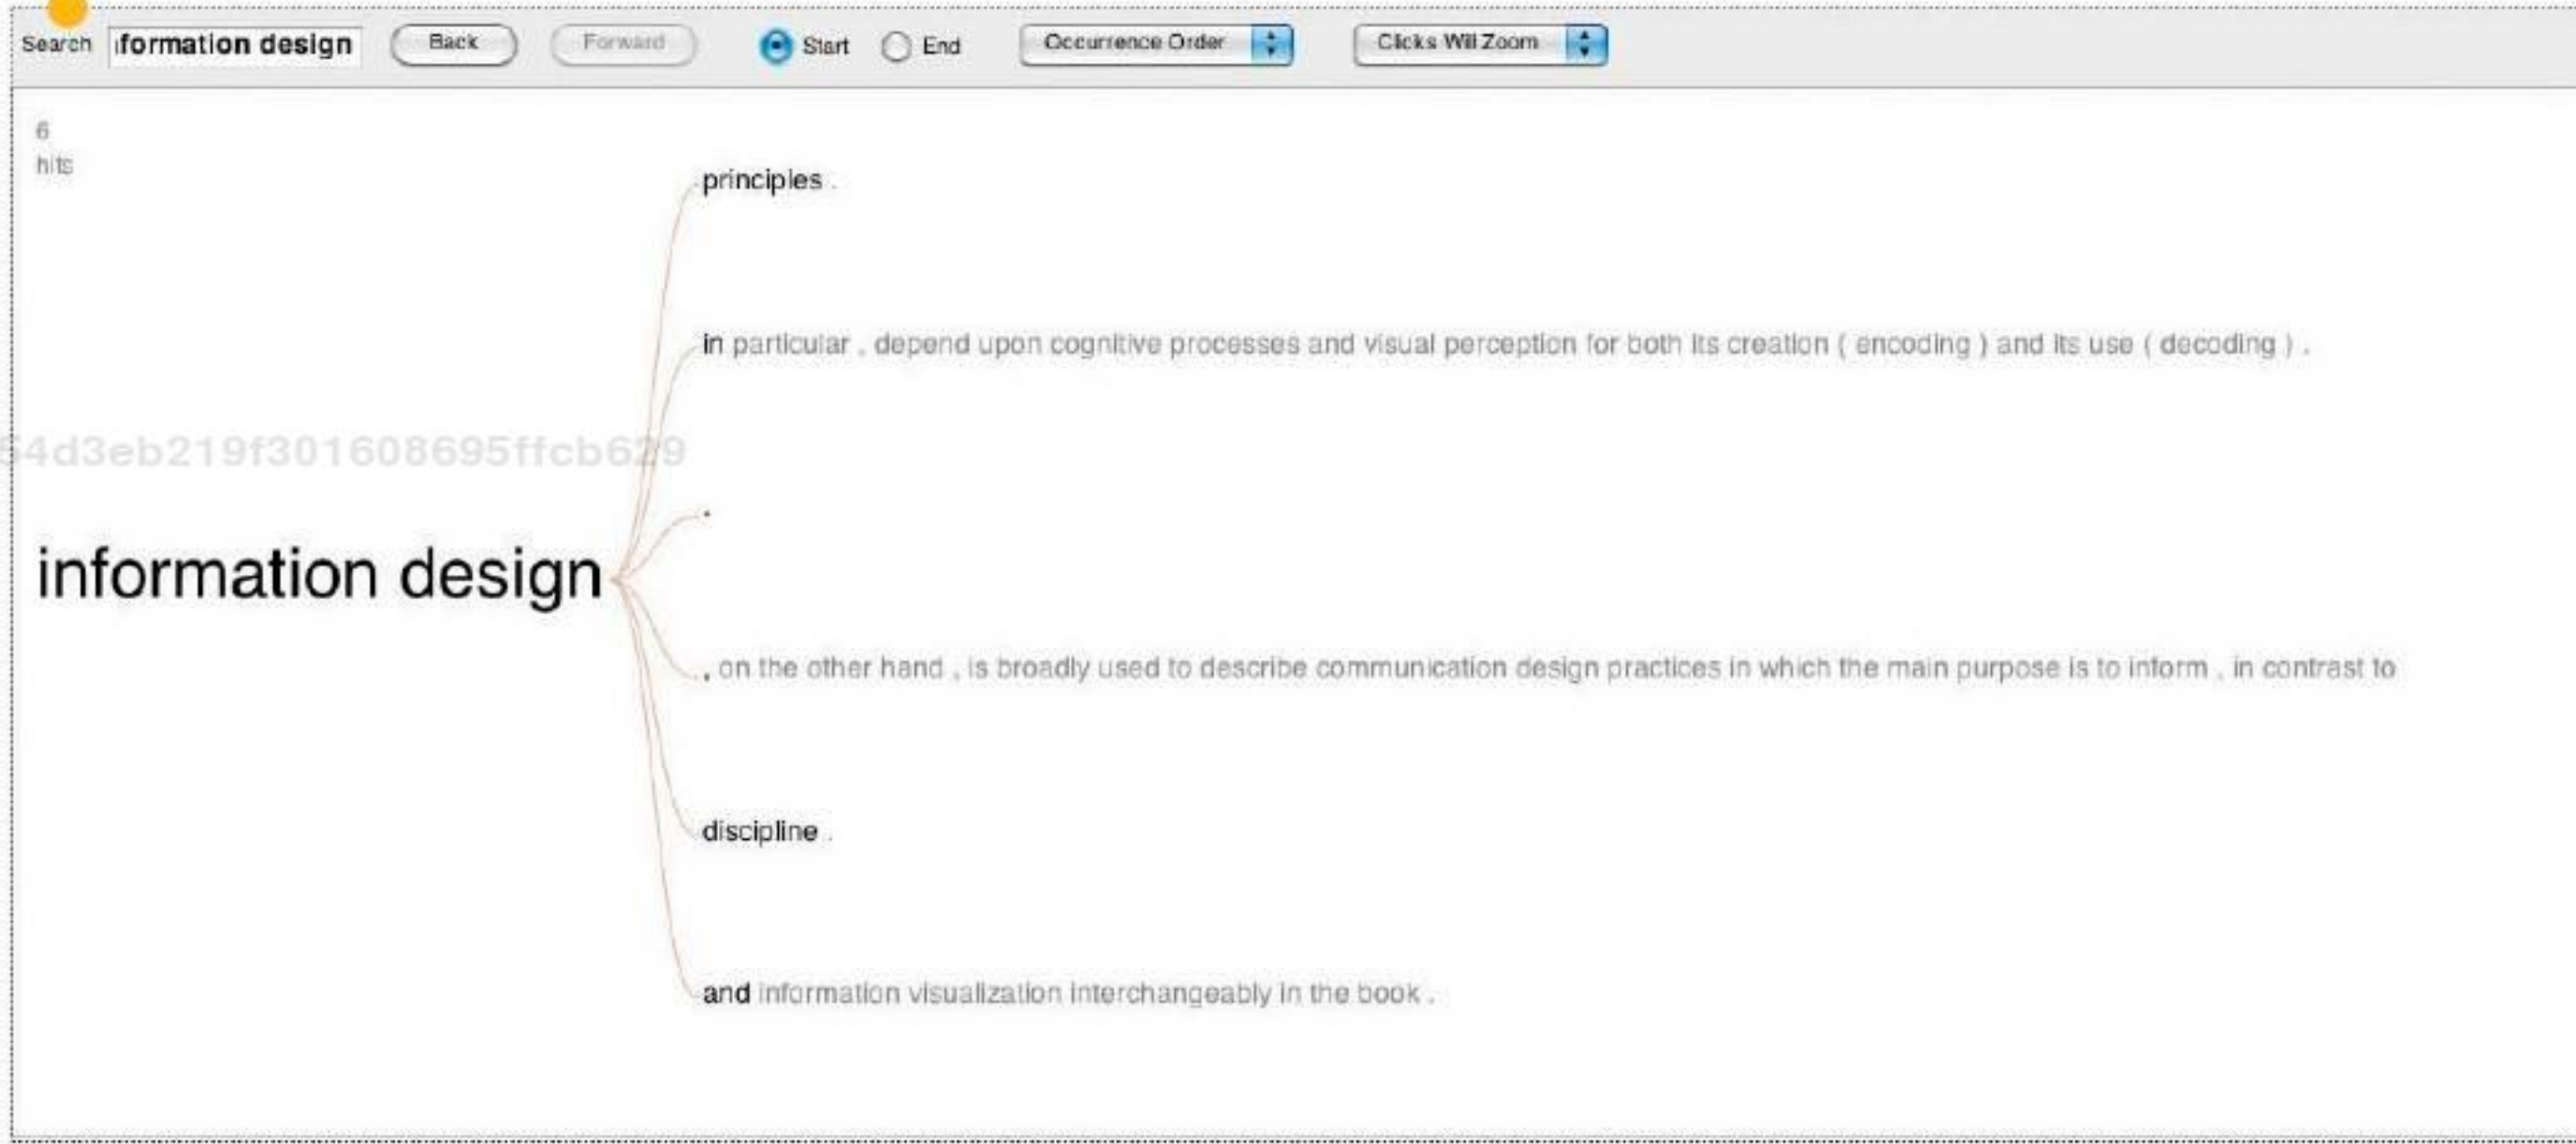 Search formation design Back Forward Start End Occurrence Order Clicks Will Zoom
6
hits
principles .
in particular , depend upon cognitive processes and visual perception for both its creation ( encoding ) and its use ( decoding ) .
54d3eb219f301608695ffcb629
.
information design
, on the other hand , is broadly used to describe communication design practices in which the main purpose is to inform , in contrast to
discipline .
and information visualization interchangeably in the book .